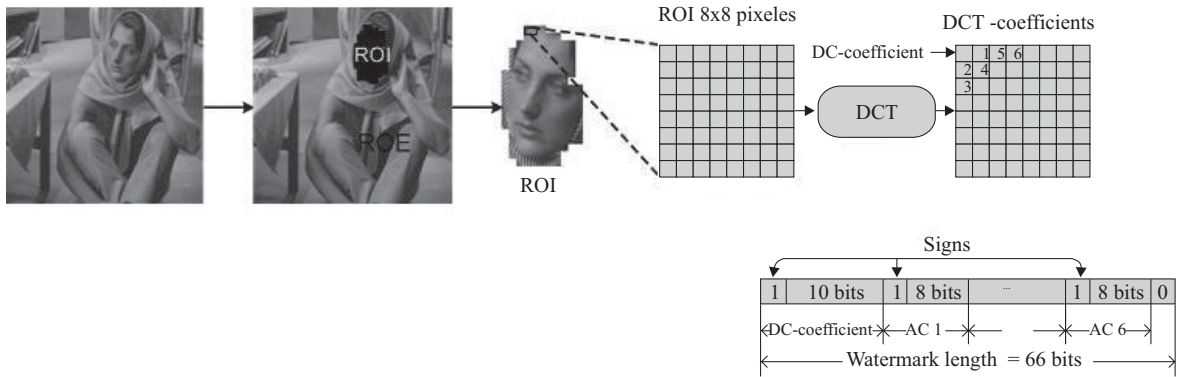 ROI 8x8 pixeles
DCT -coefficients
ROI
ROE
ROI
DC-coefficient
1 5 6
2 4
3
DCT
Signs
1 10 bits 1 8 bits ... 1 8 bits 0
DC-coefficient AC 1 AC 6
Watermark length = 66 bits